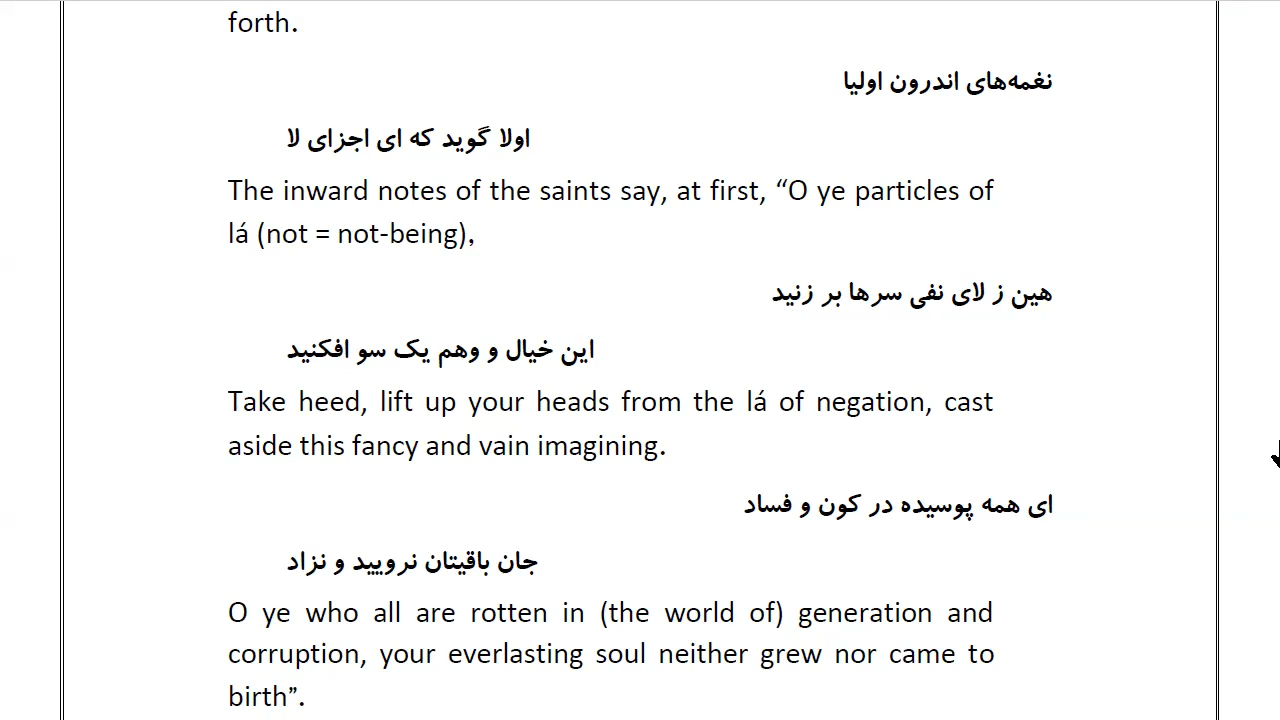 forth.
نغمه‌های اندرون اولیا
اولا گوید که ای اجزای لا
The inward notes of the saints say, at first, “O ye particles of
lá (not = not-being),
هین ز لای نفی سرها بر زنید
این خیال و وهم یک سو افکنید
Take heed, lift up your heads from the lá of negation, cast
aside this fancy and vain imagining.
ای همه پوسیده در کون و فساد
جان باقیتان نرویید و نزاد
O ye who all are rotten in (the world of) generation and
corruption, your everlasting soul neither grew nor came to
birth”.